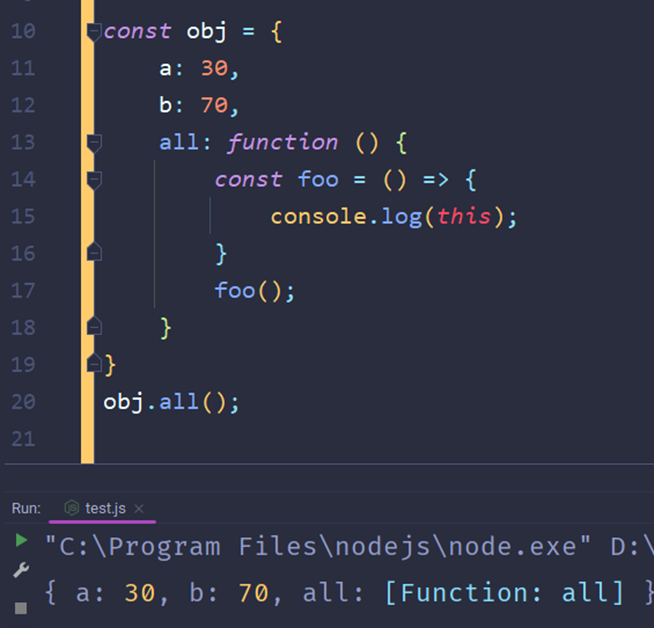 10 const obj = {
11     a: 30,
12     b: 70,
13     all: function () {
14         const foo = () => {
15             console.log(this);
16         }
17         foo();
18     }
19 }
20 obj.all();
21
Run: test.js ×
"C:\Program Files\nodejs\node.exe" D:\
{ a: 30, b: 70, all: [Function: all] }